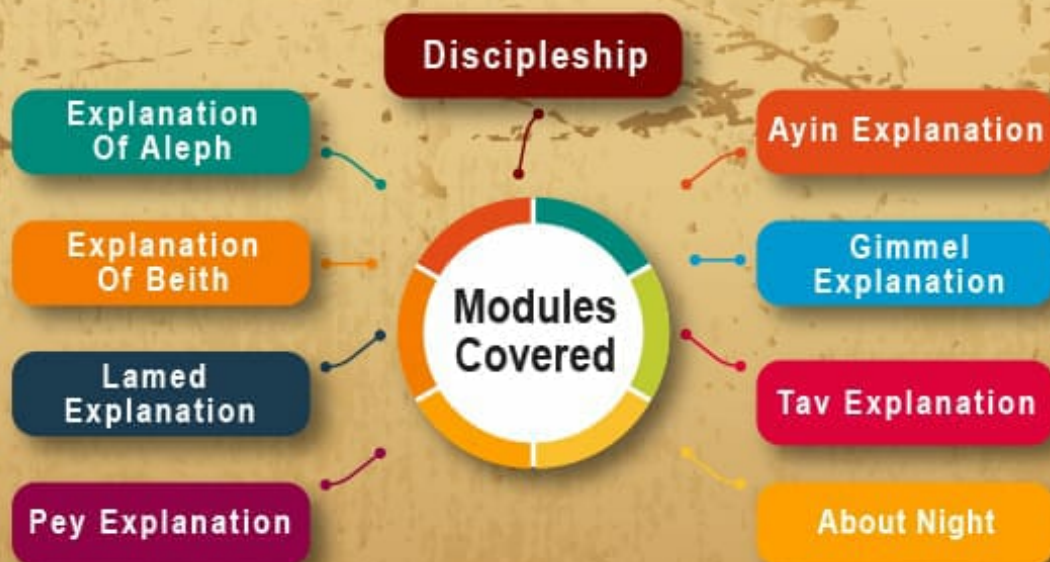 Discipleship
Explanation
Of Aleph
Ayin Explanation
Explanation
Of Beith
Gimmel
Explanation
Modules
Covered
Lamed
Explanation
Tav Explanation
Pey Explanation
About Night